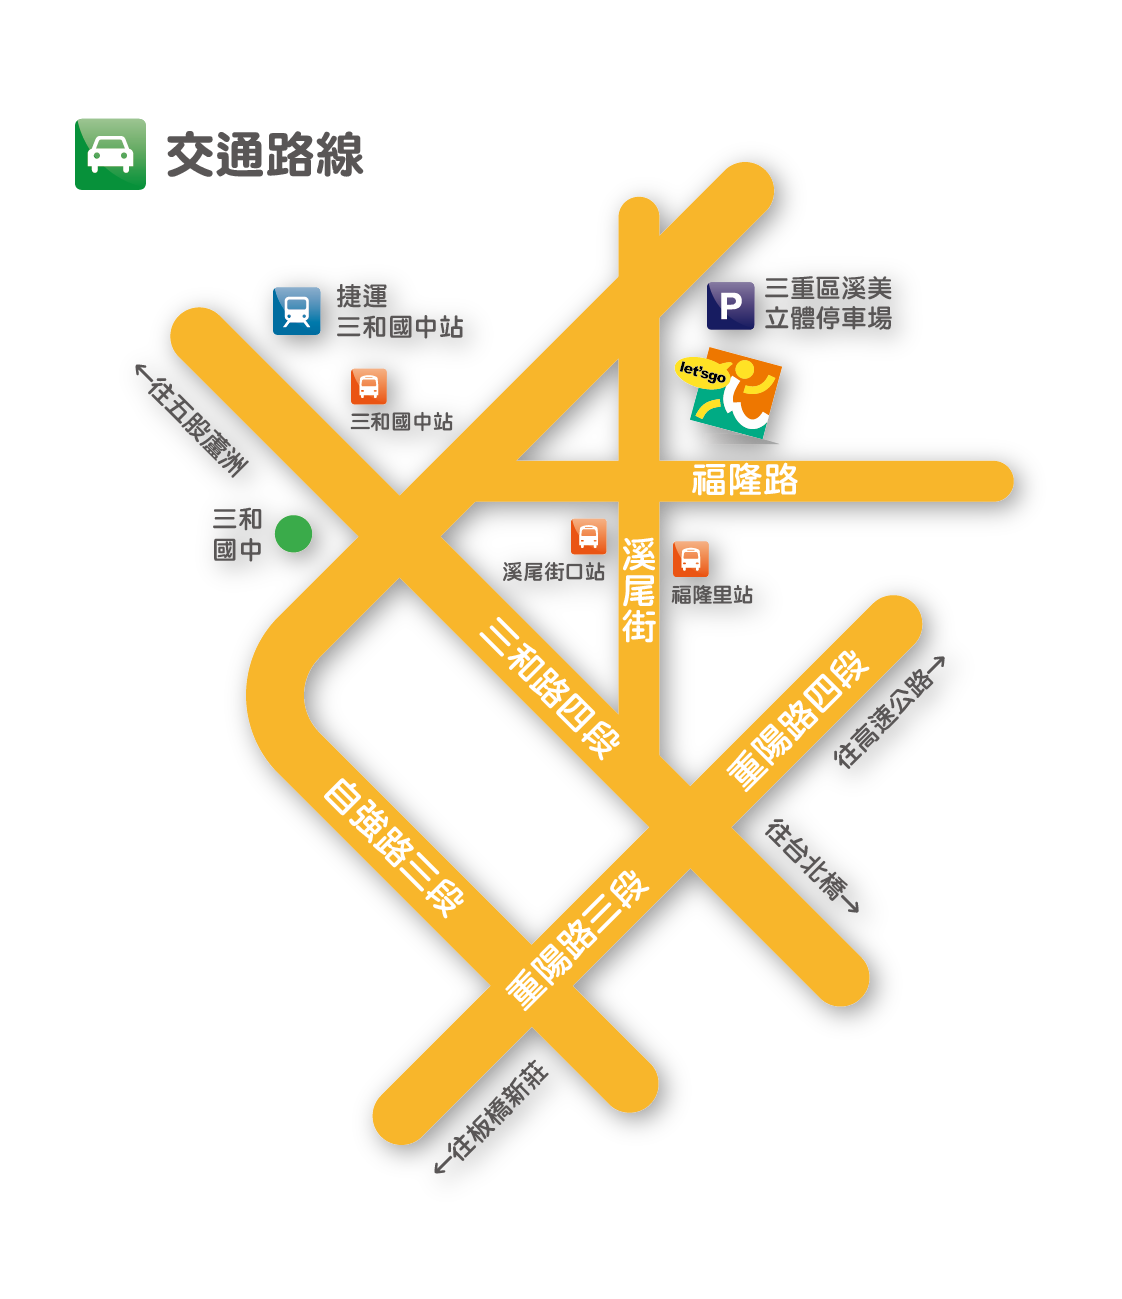 交通路線
捷運
三和國中站
P
三重區溪美
立體停車場
let'sgo
三和國中站
←往五股蘆洲
福隆路
三和
國中
溪尾街口站
溪尾街
福隆里站
三和路四段
重陽路四段
往高速公路→
自強路三段
往台北橋→
重陽路三段
←往板橋新莊